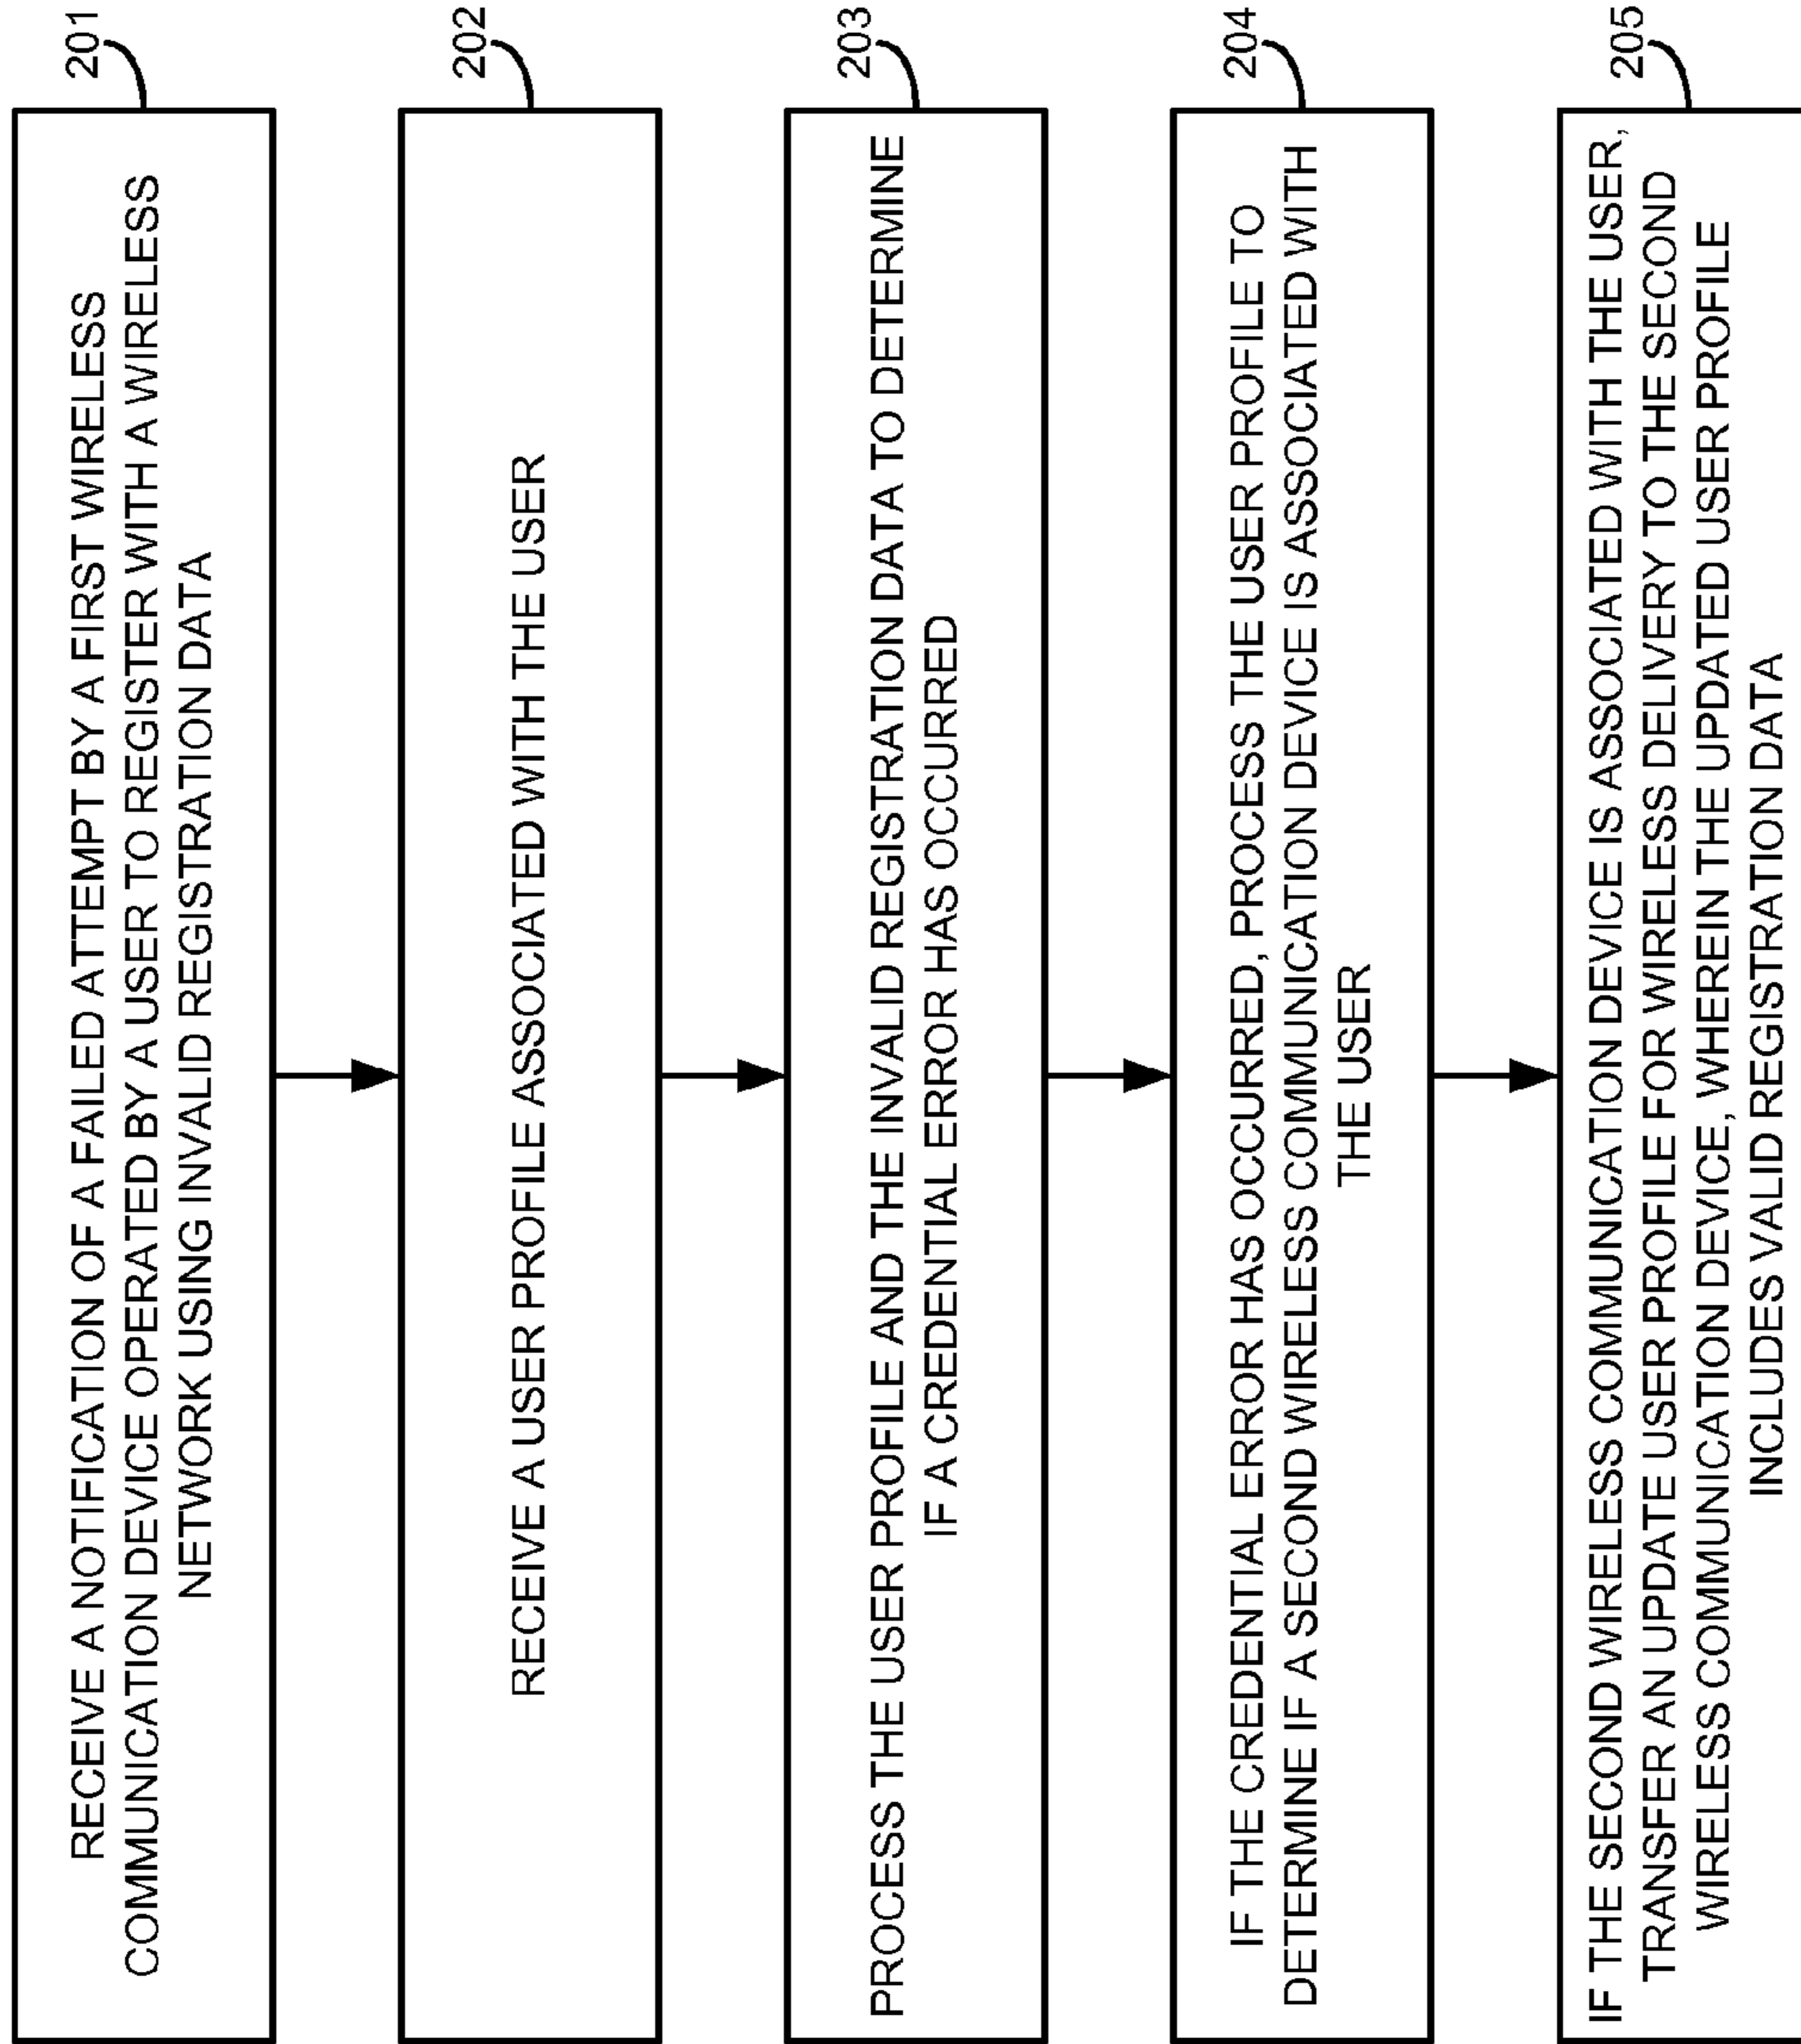 RECEIVE A NOTIFICATION OF A FAILED ATTEMPT BY A FIRST WIRELESS
COMMUNICATION DEVICE OPERATED BY A USER TO REGISTER WITH A WIRELESS
NETWORK USING INVALID REGISTRATION DATA
201
RECEIVE A USER PROFILE ASSOCIATED WITH THE USER
202
PROCESS THE USER PROFILE AND THE INVALID REGISTRATION DATA TO DETERMINE
IF A CREDENTIAL ERROR HAS OCCURRED
203
IF THE CREDENTIAL ERROR HAS OCCURRED, PROCESS THE USER PROFILE TO
DETERMINE IF A SECOND WIRELESS COMMUNICATION DEVICE IS ASSOCIATED WITH
THE USER
204
IF THE SECOND WIRELESS COMMUNICATION DEVICE IS ASSOCIATED WITH THE USER,
TRANSFER AN UPDATE USER PROFILE FOR WIRELESS DELIVERY TO THE SECOND
WIRELESS COMMUNICATION DEVICE, WHEREIN THE UPDATED USER PROFILE
INCLUDES VALID REGISTRATION DATA
205